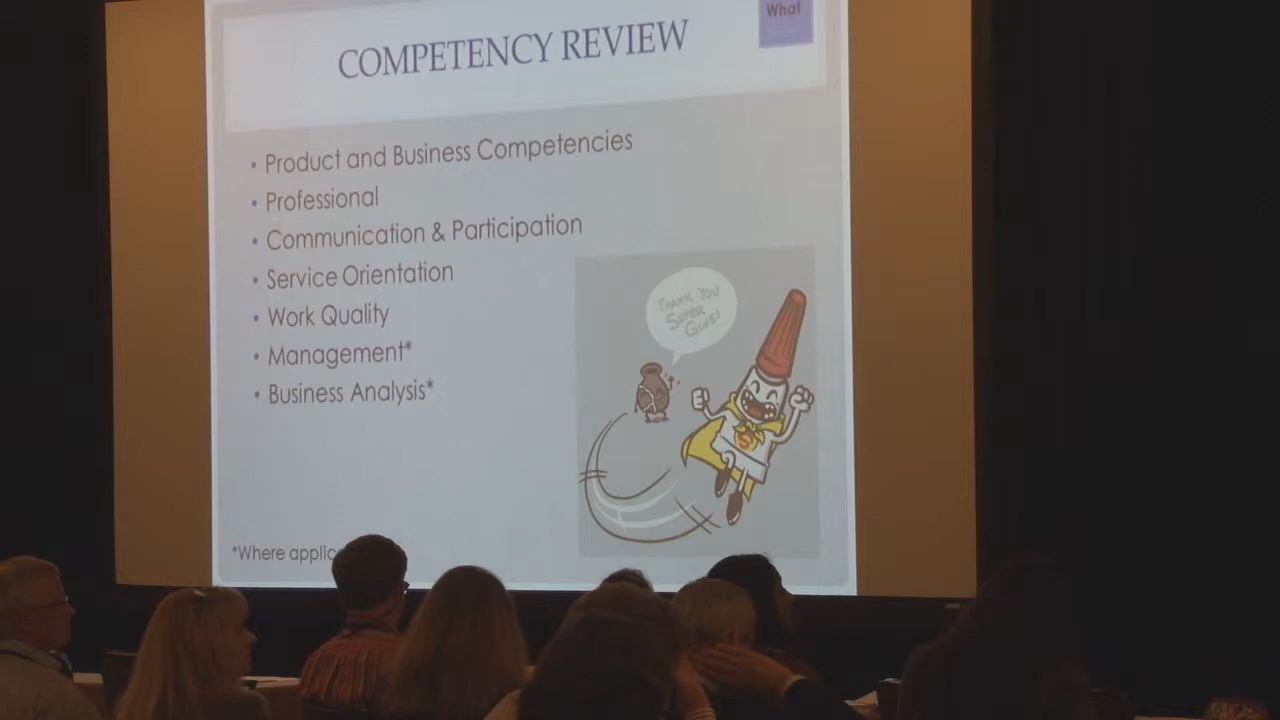 What
COMPETENCY REVIEW
• Product and Business Competencies
• Professional
• Communication & Participation
• Service Orientation
• Work Quality
• Management*
• Business Analysis*
THANK YOU
SUPER
GLUE!
S
*Where applic